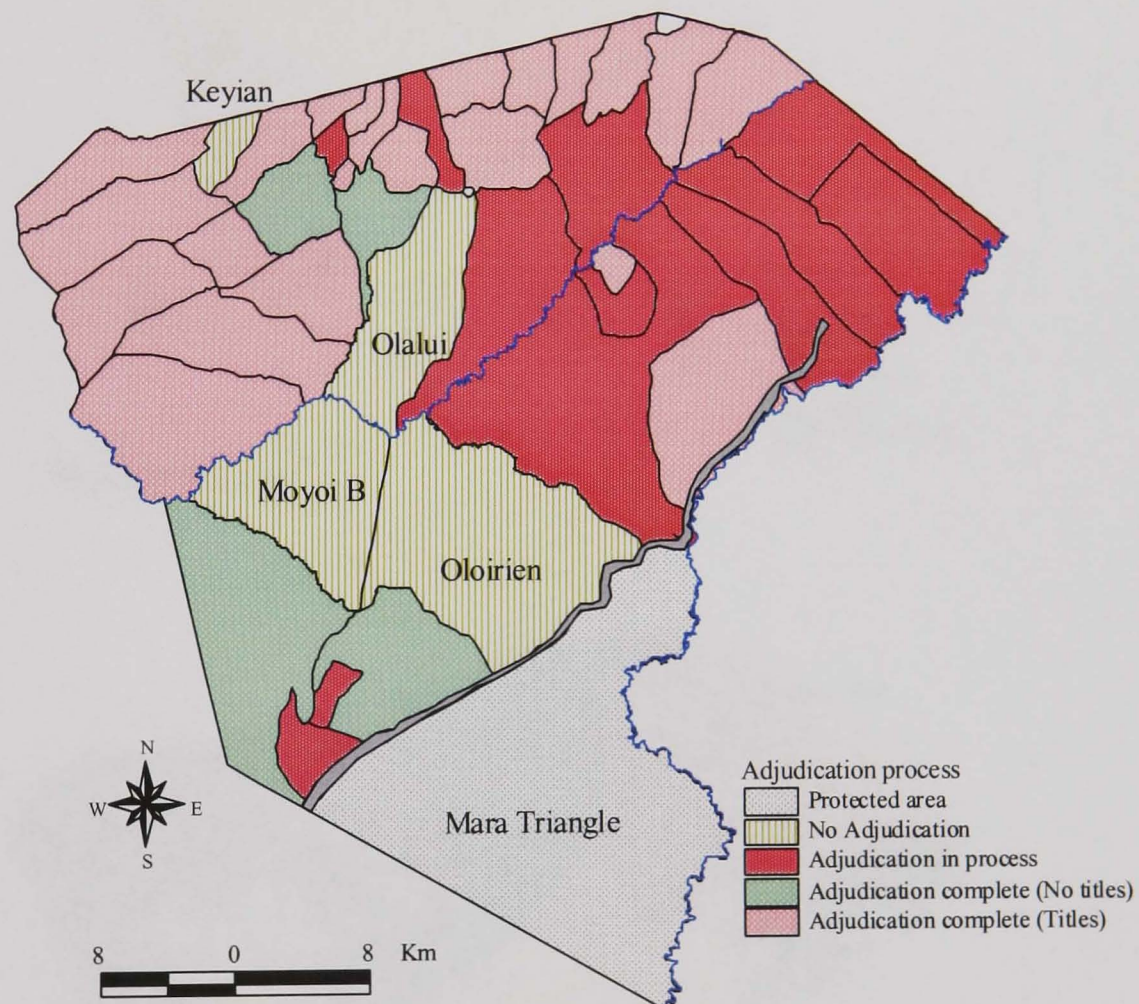 Keyian
Olalui
Moyoi B
Oloirien
Mara Triangle
N
W E
S
8 0 8 Km
Adjudication process
Protected area
No Adjudication
Adjudication in process
Adjudication complete (No titles)
Adjudication complete (Titles)